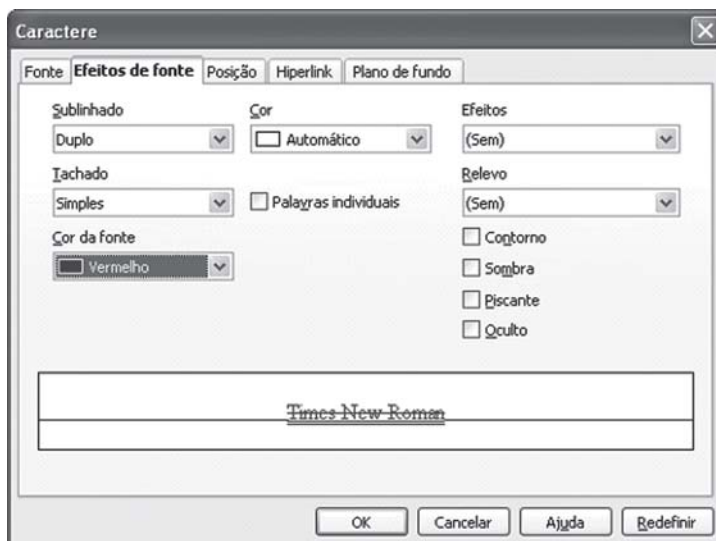 Caractere
Fonte Efeitos de fonte Posição Hiperlink Plano de fundo
Sublinhado Cor Efeitos
Duplo Automático (Sem)
Tachado Relevo
Simples Palavras individuais (Sem)
Cor da fonte Contorno
Vermelho Sombra
Piscante
Oculto
Times New Roman
OK Cancelar Ajuda Redefinir